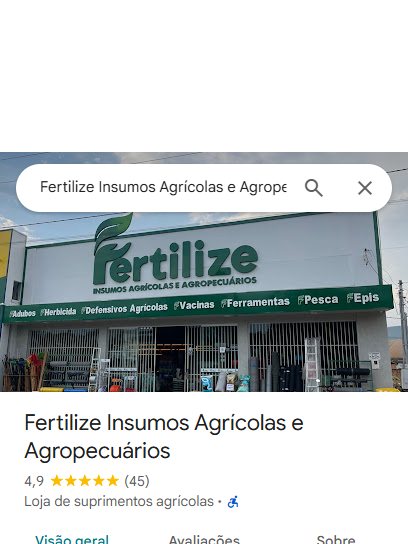 Fertilize Insumos Agrícolas e Agrope
Fertilize
INSUMOS AGRÍCOLAS E AGROPECUÁRIOS
Adubos Herbicida Defensivos Agrícolas Vacinas Ferramentas Pesca Epis
Fertilize Insumos Agrícolas e
Agropecuários
4,9 (45)
Loja de suprimentos agrícolas ·
Visão geral Avaliações Sobre